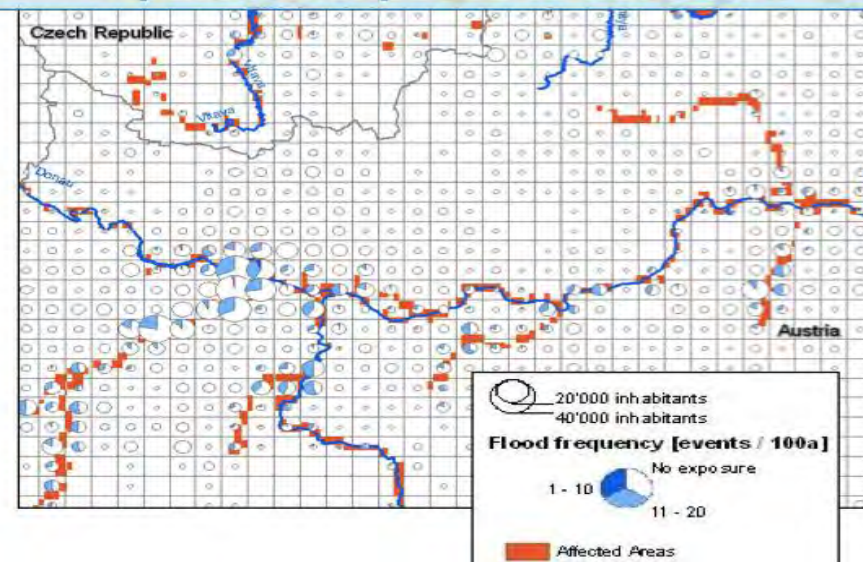 Czech Republic
Vltava
Vltava
Donau
Austria
20'000 inhabitants
40'000 inhabitants
Flood frequency [events / 100a]
No exposure
1 - 10
11 - 20
Affected Areas